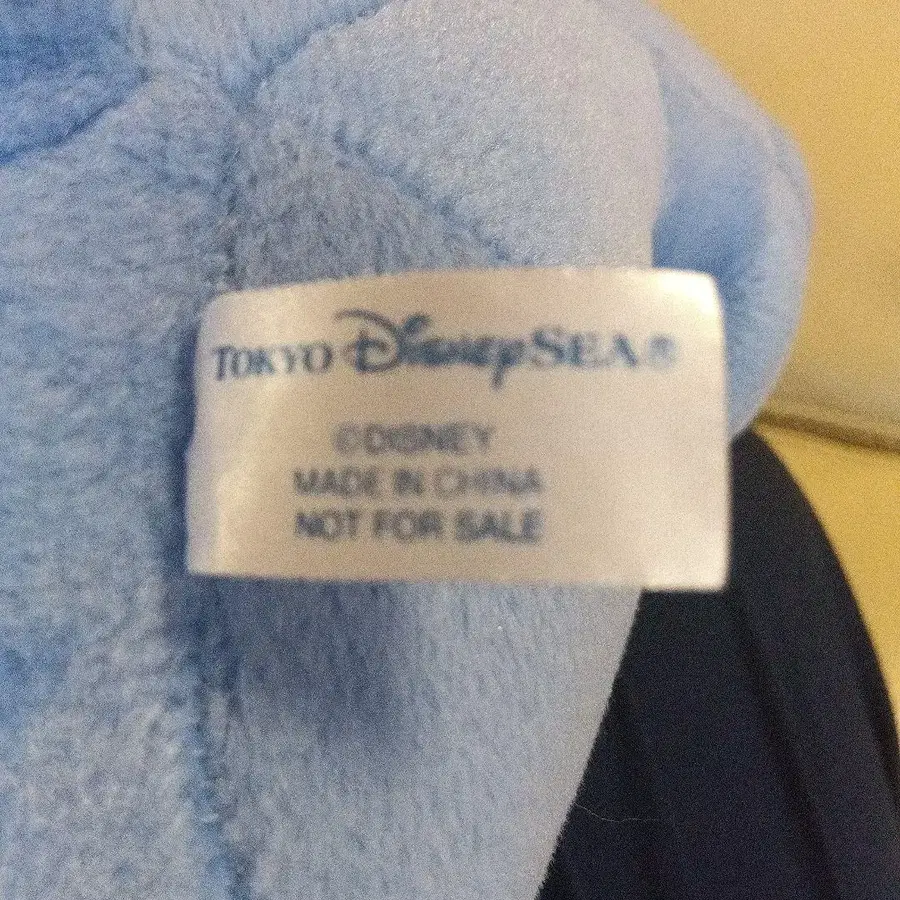 TOKYO DisneySEA®
©DISNEY
MADE IN CHINA
NOT FOR SALE